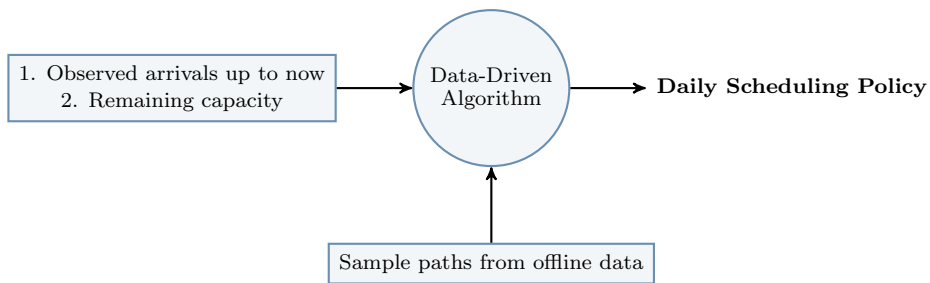 1. Observed arrivals up to now
2. Remaining capacity
Data-Driven
Algorithm
Daily Scheduling Policy
Sample paths from offline data